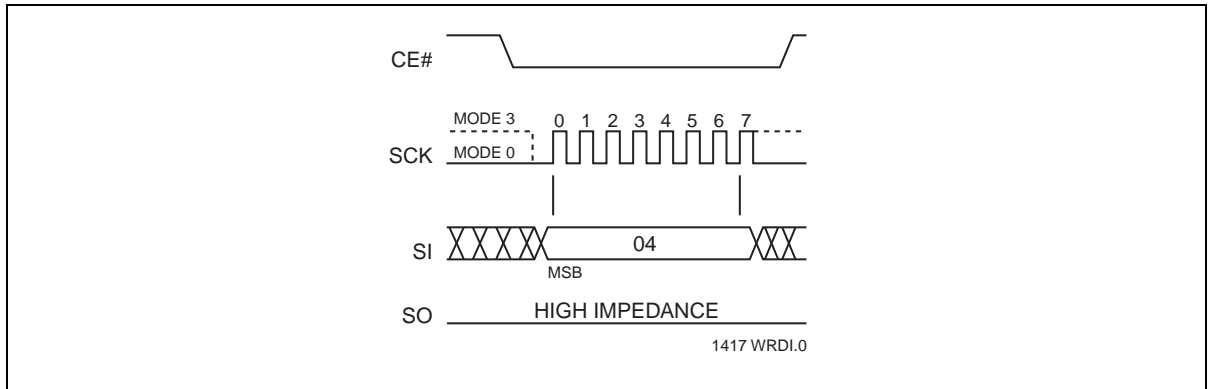 CE#
MODE 3
0 1 2 3 4 5 6 7
SCK
MODE 0
SI
04
MSB
SO
HIGH IMPEDANCE
1417 WRDI.0